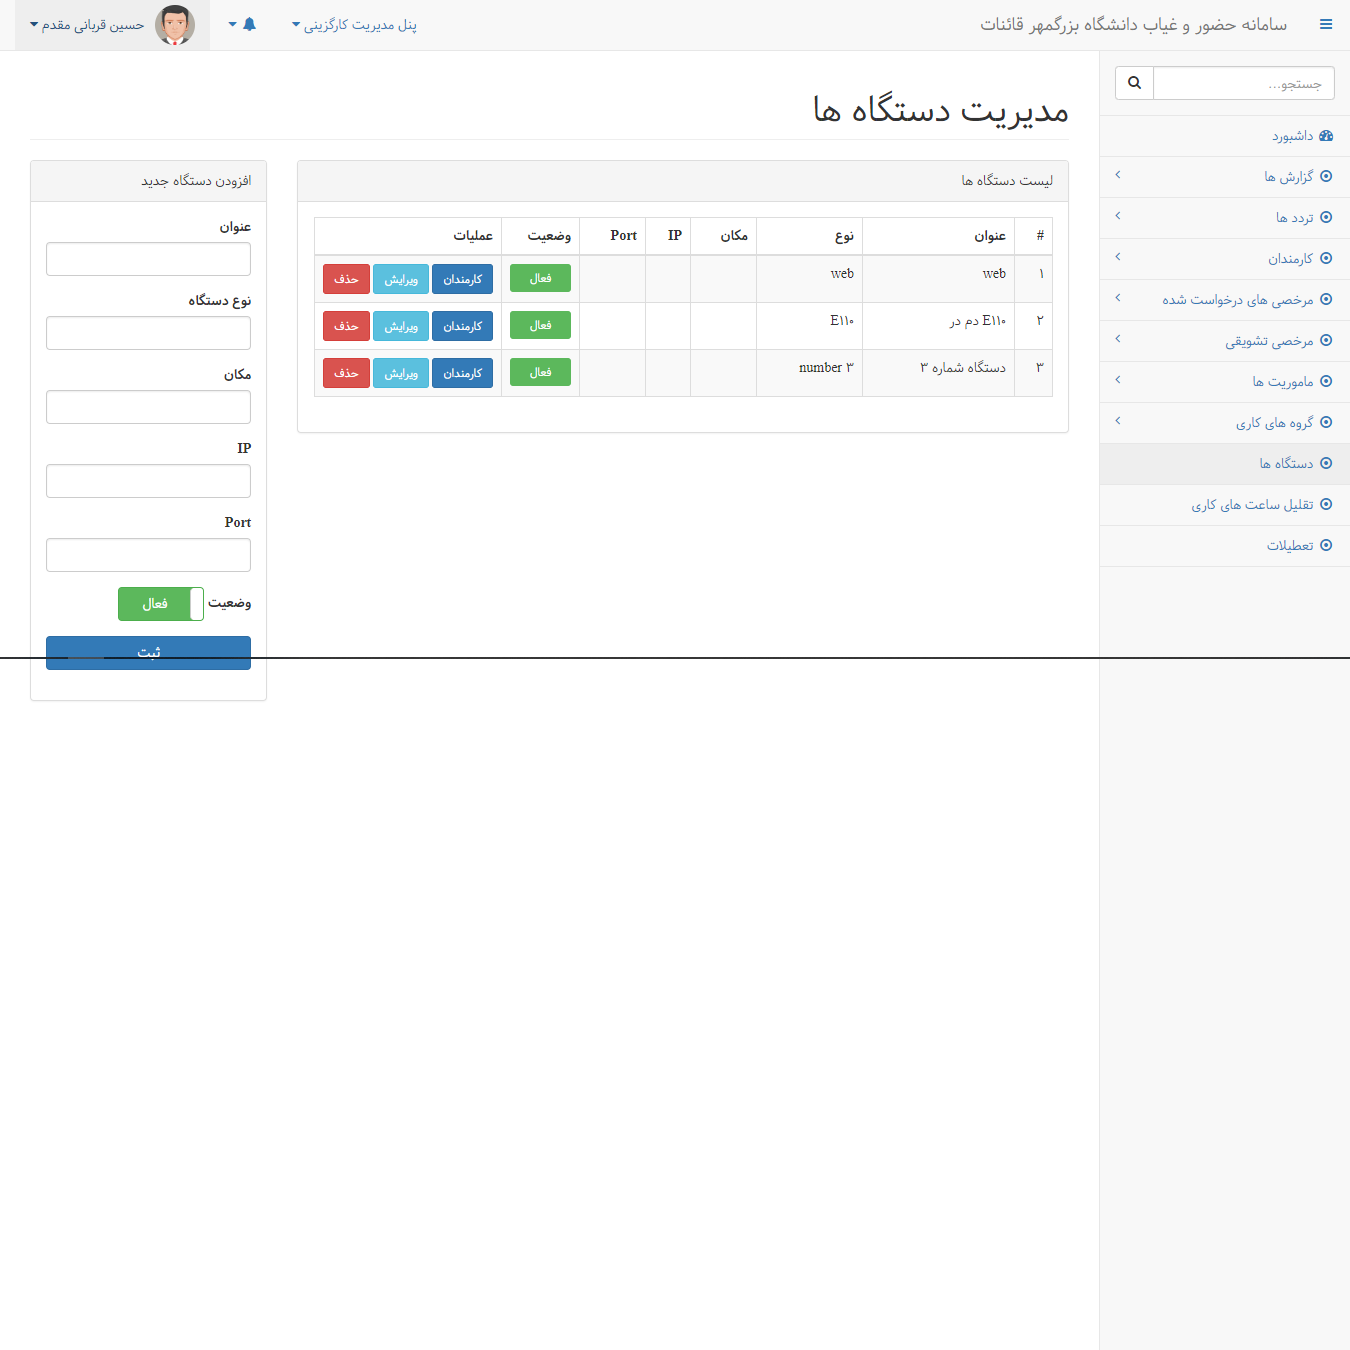 سامانه حضور و غیاب دانشگاه بزرگمهر قائنات
پنل مدیریت کارگزینی
حسین قربانی مقدم
جستجو...
داشبورد
گزارش ها
تردد ها
کارمندان
مرخصی های درخواست شده
مرخصی تشویقی
ماموریت ها
گروه های کاری
دستگاه ها
تقلیل ساعت های کاری
تعطیلات
مدیریت دستگاه ها
لیست دستگاه ها
# عنوان نوع مکان IP Port وضعیت عملیات
۱ web web فعال کارمندان ویرایش حذف
۲ E۱۱۰ دم در E۱۱۰ فعال کارمندان ویرایش حذف
۳ دستگاه شماره ۳ number ۳ فعال کارمندان ویرایش حذف
افزودن دستگاه جدید
عنوان
نوع دستگاه
مکان
IP
Port
وضعیت فعال
ثبت